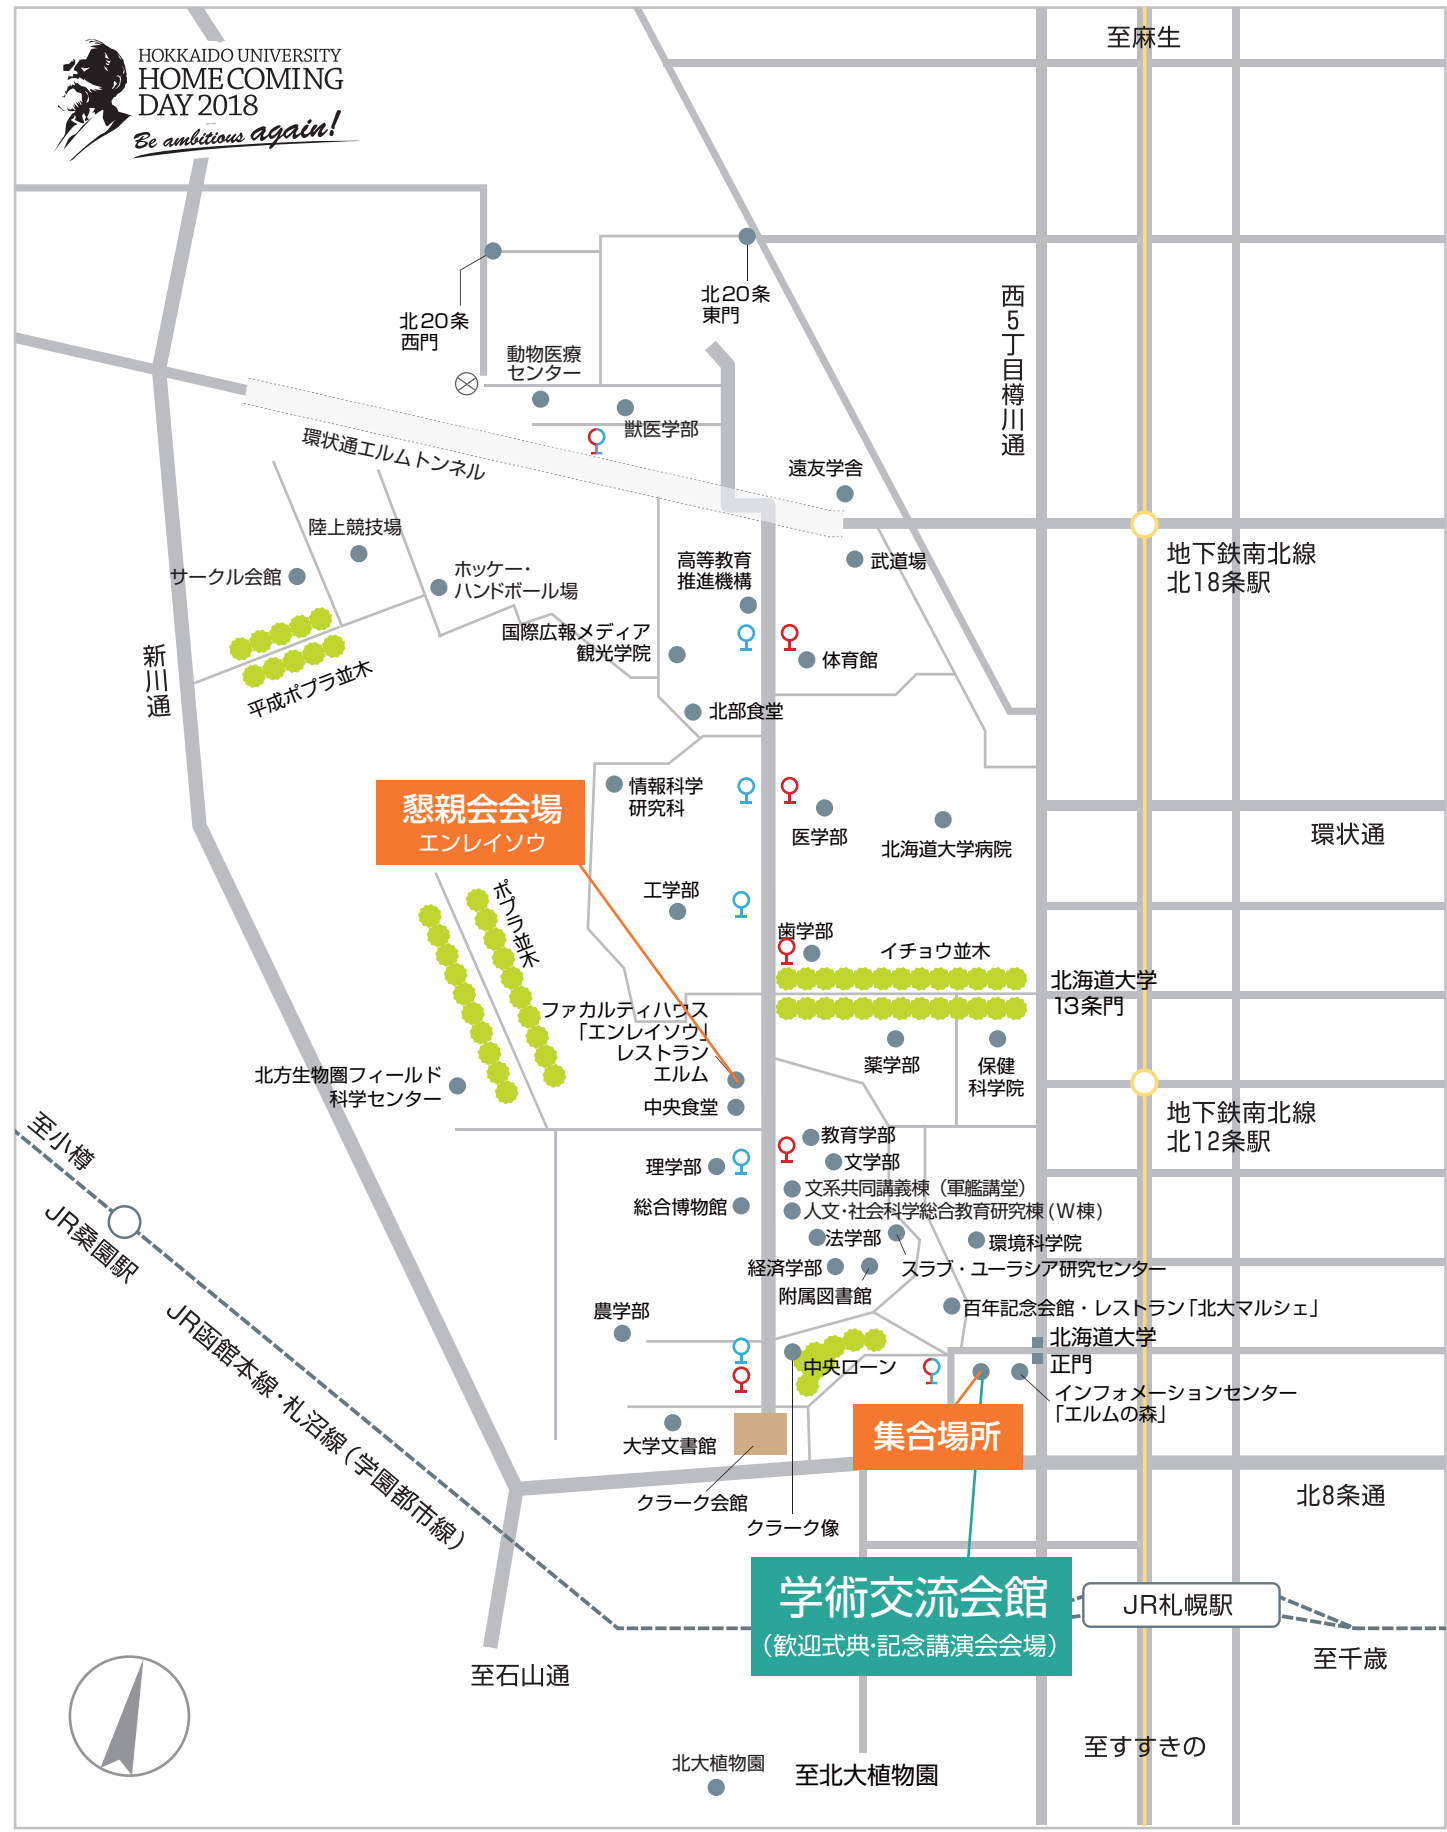 HOKKAIDO UNIVERSITY
HOME COMING
DAY 2018
Be ambitious again!
至麻生
北20条
西門
北20条
東門
西5丁目樽川通
動物医療
センター
獣医学部
環状通エルムトンネル
遠友学舎
陸上競技場
サークル会館
ホッケー・
ハンドボール場
高等教育
推進機構
武道場
地下鉄南北線
北18条駅
国際広報メディア
観光学院
体育館
新川通
平成ポプラ並木
北部食堂
懇親会会場
エンレイソウ
情報科学
研究科
医学部
北海道大学病院
環状通
工学部
ポプラ並木
歯学部
イチョウ並木
北海道大学
13条門
ファカルティハウス
「エンレイソウ」
レストラン
エルム
薬学部
保健
科学院
北方生物圏フィールド
科学センター
中央食堂
地下鉄南北線
北12条駅
至小樽
JR桑園駅
教育学部
理学部
文学部
文系共同講義棟（軍艦講堂）
総合博物館
人文・社会科学総合教育研究棟(W棟)
法学部
環境科学院
経済学部
スラブ・ユーラシア研究センター
附属図書館
百年記念会館・レストラン「北大マルシェ」
農学部
北海道大学
正門
中央ローン
インフォメーションセンター
「エルムの森」
JR函館本線・札沼線（学園都市線）
集合場所
大学文書館
クラーク会館
クラーク像
北8条通
学術交流会館
（歓迎式典・記念講演会会場）
JR札幌駅
至千歳
至石山通
至すすきの
北大植物園
至北大植物園